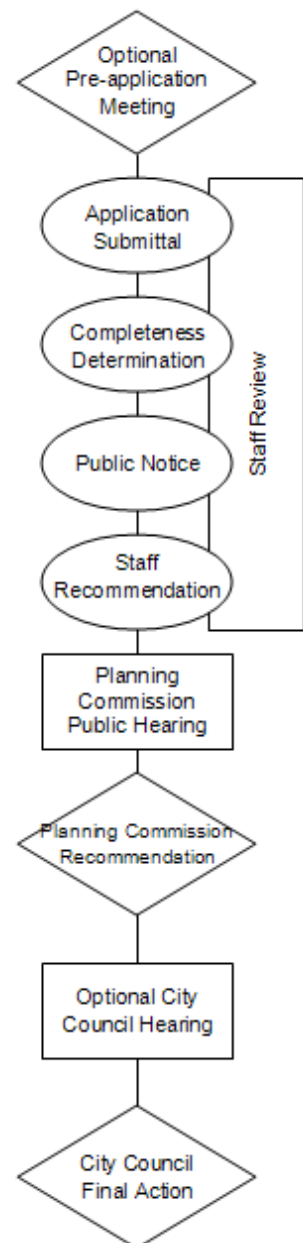 Optional
Pre-application
Meeting
Application
Submittal
Completeness
Determination
Public Notice
Staff
Recommendation
Staff Review
Planning
Commission
Public Hearing
Planning Commission
Recommendation
Optional City
Council Hearing
City Council
Final Action